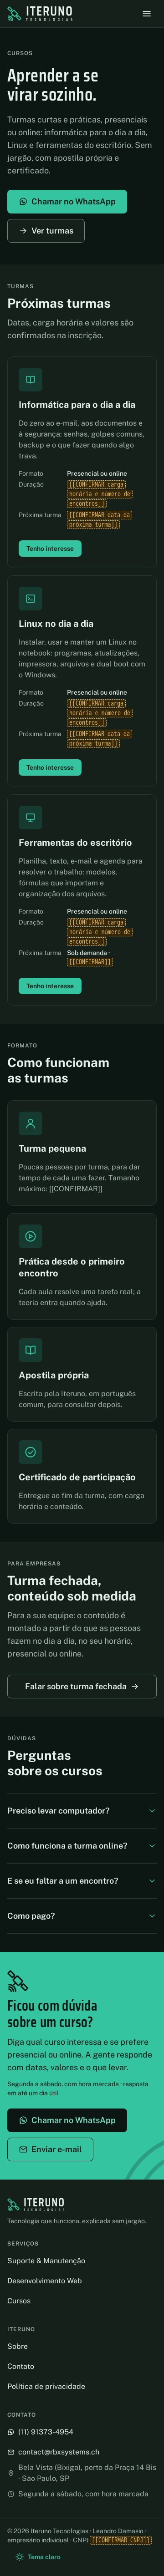 ITERUNO
TECNOLOGIAS
CURSOS
Aprender a se
virar sozinho.
Turmas curtas e práticas, presenciais
ou online: informática para o dia a dia,
Linux e ferramentas do escritório. Sem
jargão, com apostila própria e
certificado.
Chamar no WhatsApp
Ver turmas
TURMAS
Próximas turmas
Datas, carga horária e valores são
confirmados na inscrição.
Informática para o dia a dia
Do zero ao e-mail, aos documentos e
à segurança: senhas, golpes comuns,
backup e o que fazer quando algo
trava.
Formato Presencial ou online
Duração [[CONFIRMAR carga
horária e número de
encontros]]
Próxima turma [[CONFIRMAR data da
próxima turma]]
Tenho interesse
Linux no dia a dia
Instalar, usar e manter um Linux no
notebook: programas, atualizações,
impressora, arquivos e dual boot com
o Windows.
Formato Presencial ou online
Duração [[CONFIRMAR carga
horária e número de
encontros]]
Próxima turma [[CONFIRMAR data da
próxima turma]]
Tenho interesse
Ferramentas do escritório
Planilha, texto, e-mail e agenda para
resolver o trabalho: modelos,
fórmulas que importam e
organização dos arquivos.
Formato Presencial ou online
Duração [[CONFIRMAR carga
horária e número de
encontros]]
Próxima turma Sob demanda ·
[[CONFIRMAR]]
Tenho interesse
FORMATO
Como funcionam
as turmas
Turma pequena
Poucas pessoas por turma, para dar
tempo de cada uma fazer. Tamanho
máximo: [[CONFIRMAR]]
Prática desde o primeiro
encontro
Cada aula resolve uma tarefa real; a
teoria entra quando ajuda.
Apostila própria
Escrita pela Iteruno, em português
comum, para consultar depois.
Certificado de participação
Entregue ao fim da turma, com carga
horária e conteúdo.
PARA EMPRESAS
Turma fechada,
conteúdo sob medida
Para a sua equipe: o conteúdo é
montado a partir do que as pessoas
fazem no dia a dia, no seu horário,
presencial ou online.
Falar sobre turma fechada
DÚVIDAS
Perguntas
sobre os cursos
Preciso levar computador?
Como funciona a turma online?
E se eu faltar a um encontro?
Como pago?
Ficou com dúvida
sobre um curso?
Diga qual curso interessa e se prefere
presencial ou online. A gente responde
com datas, valores e o que levar.
Segunda a sábado, com hora marcada · resposta
em até um dia útil
Chamar no WhatsApp
Enviar e-mail
ITERUNO
TECNOLOGIAS
Tecnologia que funciona, explicada sem jargão.
SERVIÇOS
Suporte & Manutenção
Desenvolvimento Web
Cursos
ITERUNO
Sobre
Contato
Política de privacidade
CONTATO
(11) 91373-4954
contact@rbxsystems.ch
Bela Vista (Bixiga), perto da Praça 14 Bis
· São Paulo, SP
Segunda a sábado, com hora marcada
© 2026 Iteruno Tecnologias · Leandro Damasio ·
empresário individual · CNPJ [[CONFIRMAR CNPJ]]
Tema claro